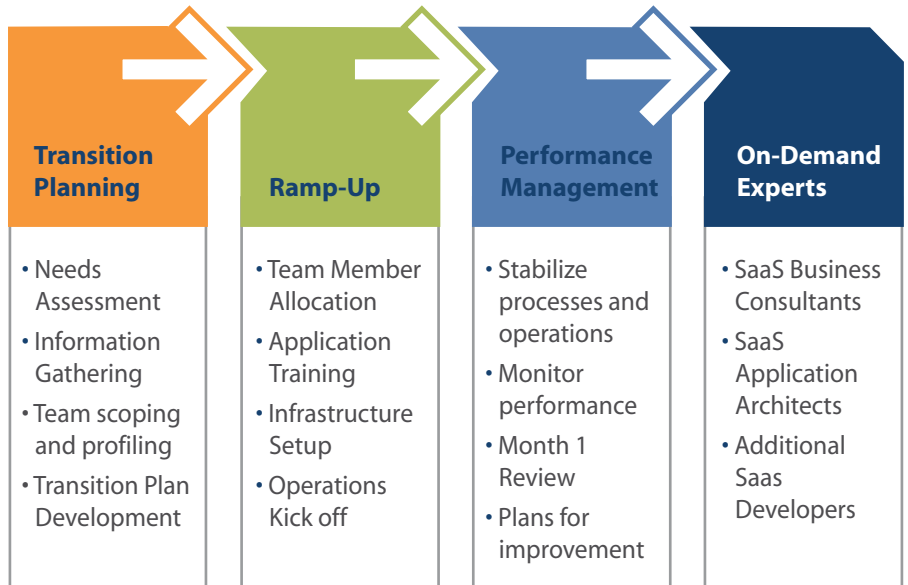 Transition
Planning
• Needs
Assessment
• Information
Gathering
• Team scoping
and profiling
• Transition Plan
Development
Ramp-Up
• Team Member
Allocation
• Application
Training
• Infrastructure
Setup
• Operations
Kick off
Performance
Management
• Stabilize
processes and
operations
• Monitor
performance
• Month 1
Review
• Plans for
improvement
On-Demand
Experts
• SaaS Business
Consultants
• SaaS
Application
Architects
• Additional
Saas
Developers